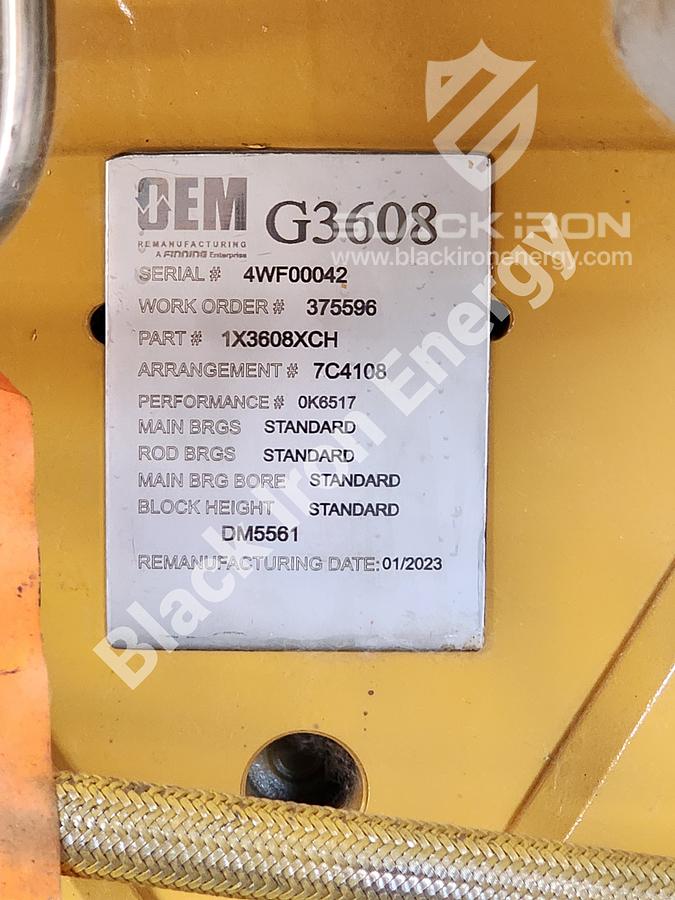 OEM G3608
REMANUFACTURING
A FINNING Enterprise
SERIAL # 4WF00042
WORK ORDER # 375596
PART # 1X3608XCH
ARRANGEMENT # 7C4108
PERFORMANCE # 0K6517
MAIN BRGS STANDARD
ROD BRGS STANDARD
MAIN BRG BORE STANDARD
BLOCK HEIGHT STANDARD
DM5561
REMANUFACTURING DATE: 01/2023
BLACK IRON
www.blackironenergy.com
Black Iron Energy